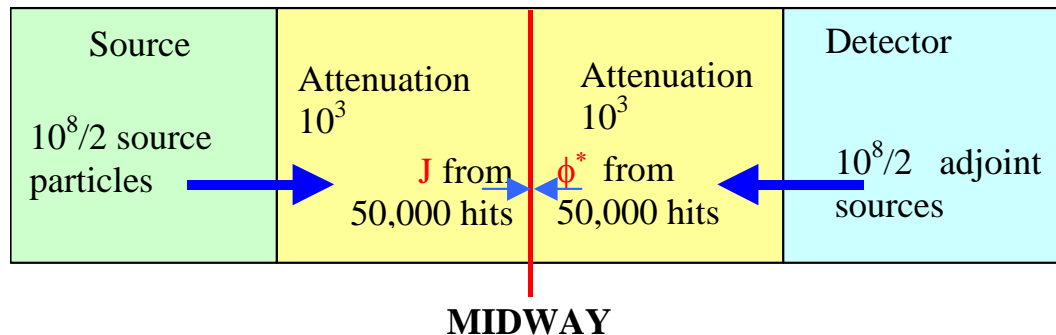 Source
10^8/2 source
particles
Attenuation
10^3
J from
50,000 hits
Attenuation
10^3
ϕ* from
50,000 hits
Detector
10^8/2 adjoint
sources
MIDWAY